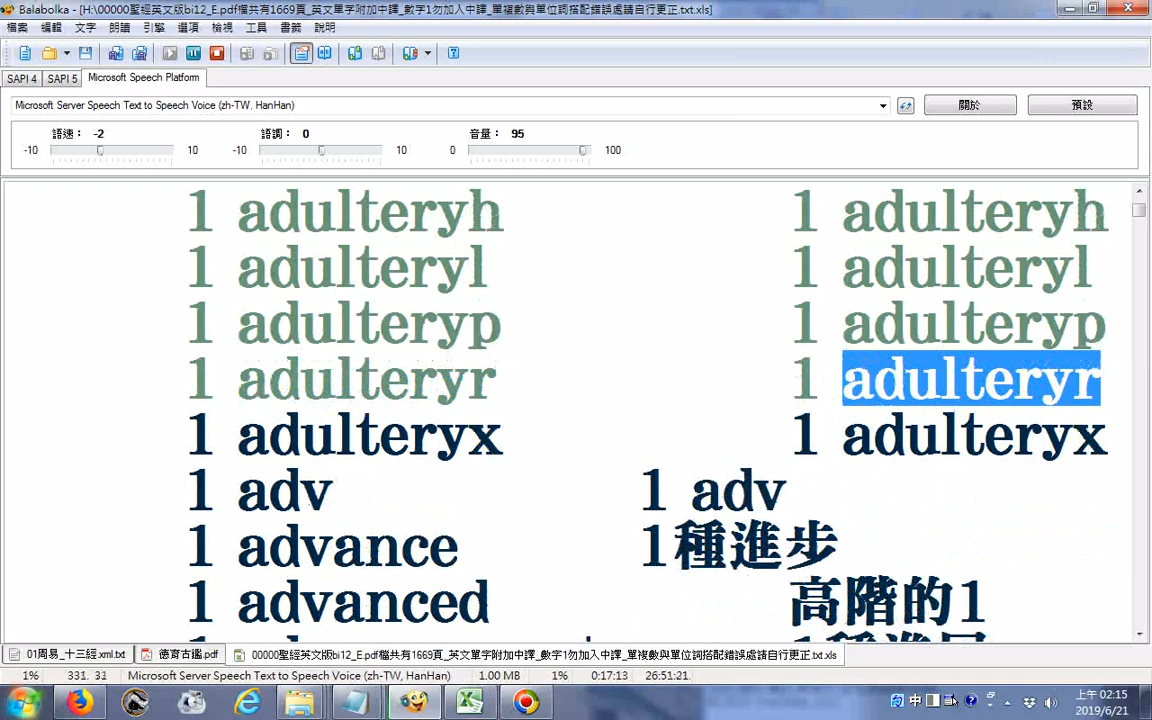 Balabolka - [H:\00000聖經英文版bi12_E.pdf檔共有1669頁_英文單字附加中譯_數字1勿加入中譯_單複數與單位詞搭配錯誤處請自行更正.txt.xls]
檔案 編輯 文字 朗讀 引擎 選項 檢視 工具 書籤 說明
SAPI 4 SAPI 5 Microsoft Speech Platform
Microsoft Server Speech Text to Speech Voice (zh-TW, HanHan) 關於 預設
語速： -2 語調： 0 音量： 95
-10 10 -10 10 0 100
1 adulteryh 1 adulteryh
1 adulteryl 1 adulteryl
1 adulteryp 1 adulteryp
1 adulteryr 1 adulteryr
1 adulteryx 1 adulteryx
1 adv 1 adv
1 advance 1種進步
1 advanced 高階的1
01周易_十三經.xml.txt 德育古鑑.pdf 00000聖經英文版bi12_E.pdf檔共有1669頁_英文單字附加中譯_數字1勿加入中譯_單複數與單位詞搭配錯誤處請自行更正.txt.xls
1% 331. 31 Microsoft Server Speech Text to Speech Voice (zh-TW, HanHan) 1.00 MB 1% 0:17:13 26:51:21.
中 上午 02:15
2019/6/21